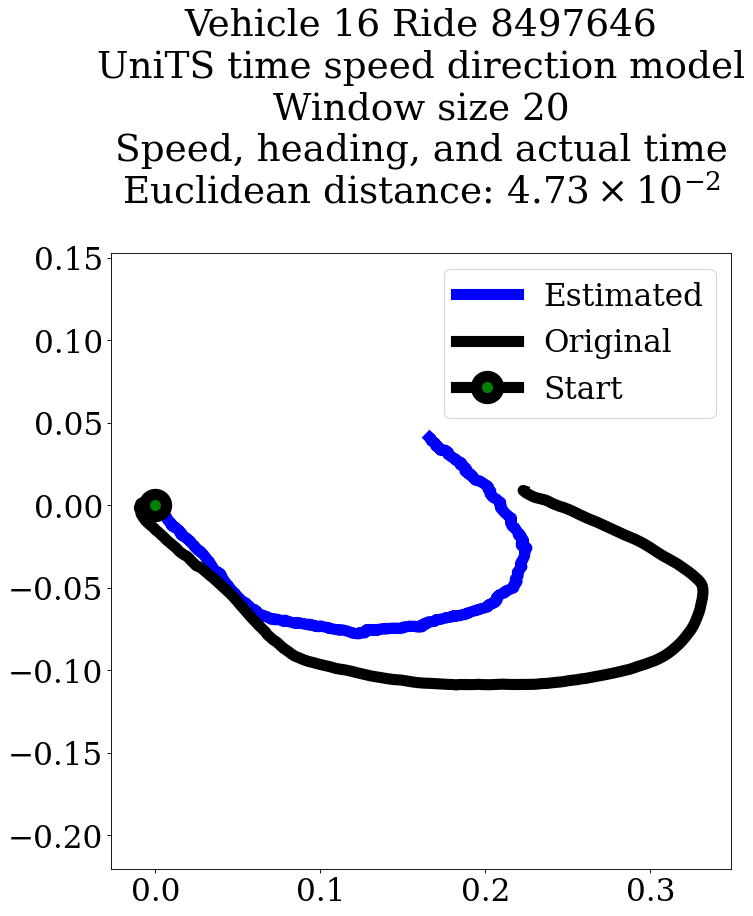 Vehicle 16 Ride 8497646
UniTS time speed direction model
Window size 20
Speed, heading, and actual time
Euclidean distance: 4.73 × 10⁻²
0.15
Estimated
0.10
Original
Start
0.05
0.00
−0.05
−0.10
−0.15
−0.20
0.0 0.1 0.2 0.3